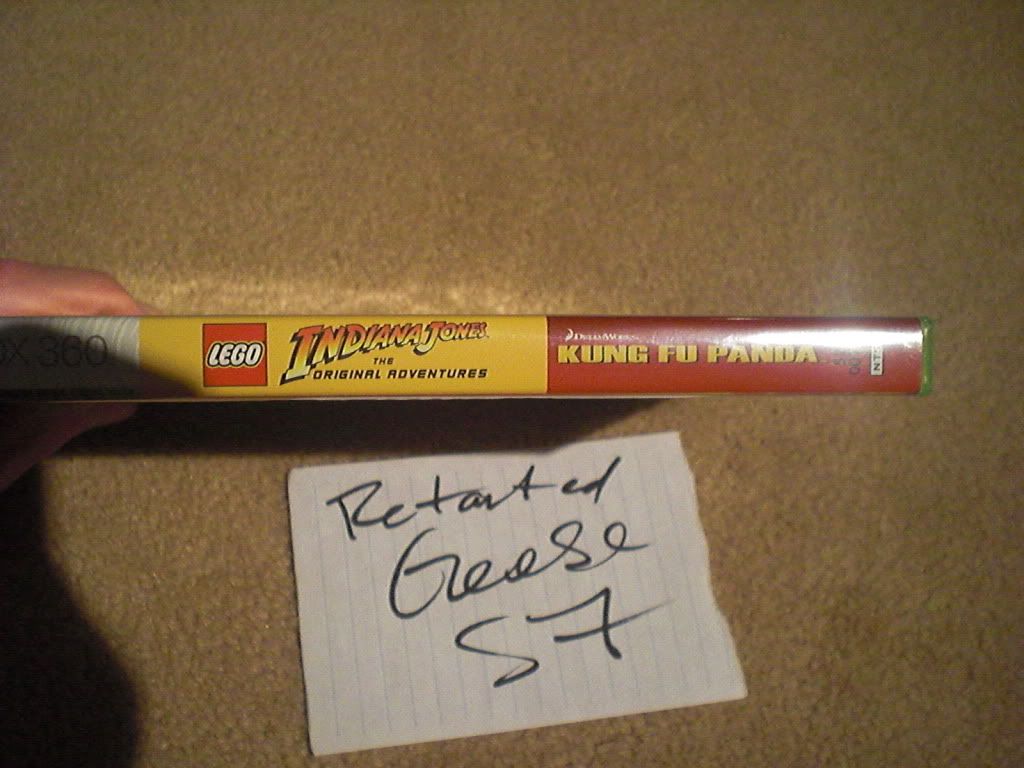 X 360
LEGO
INDIANA JONES
THE
ORIGINAL ADVENTURES
DREAMWORKS
KUNG FU PANDA
Retarted
Geese
57